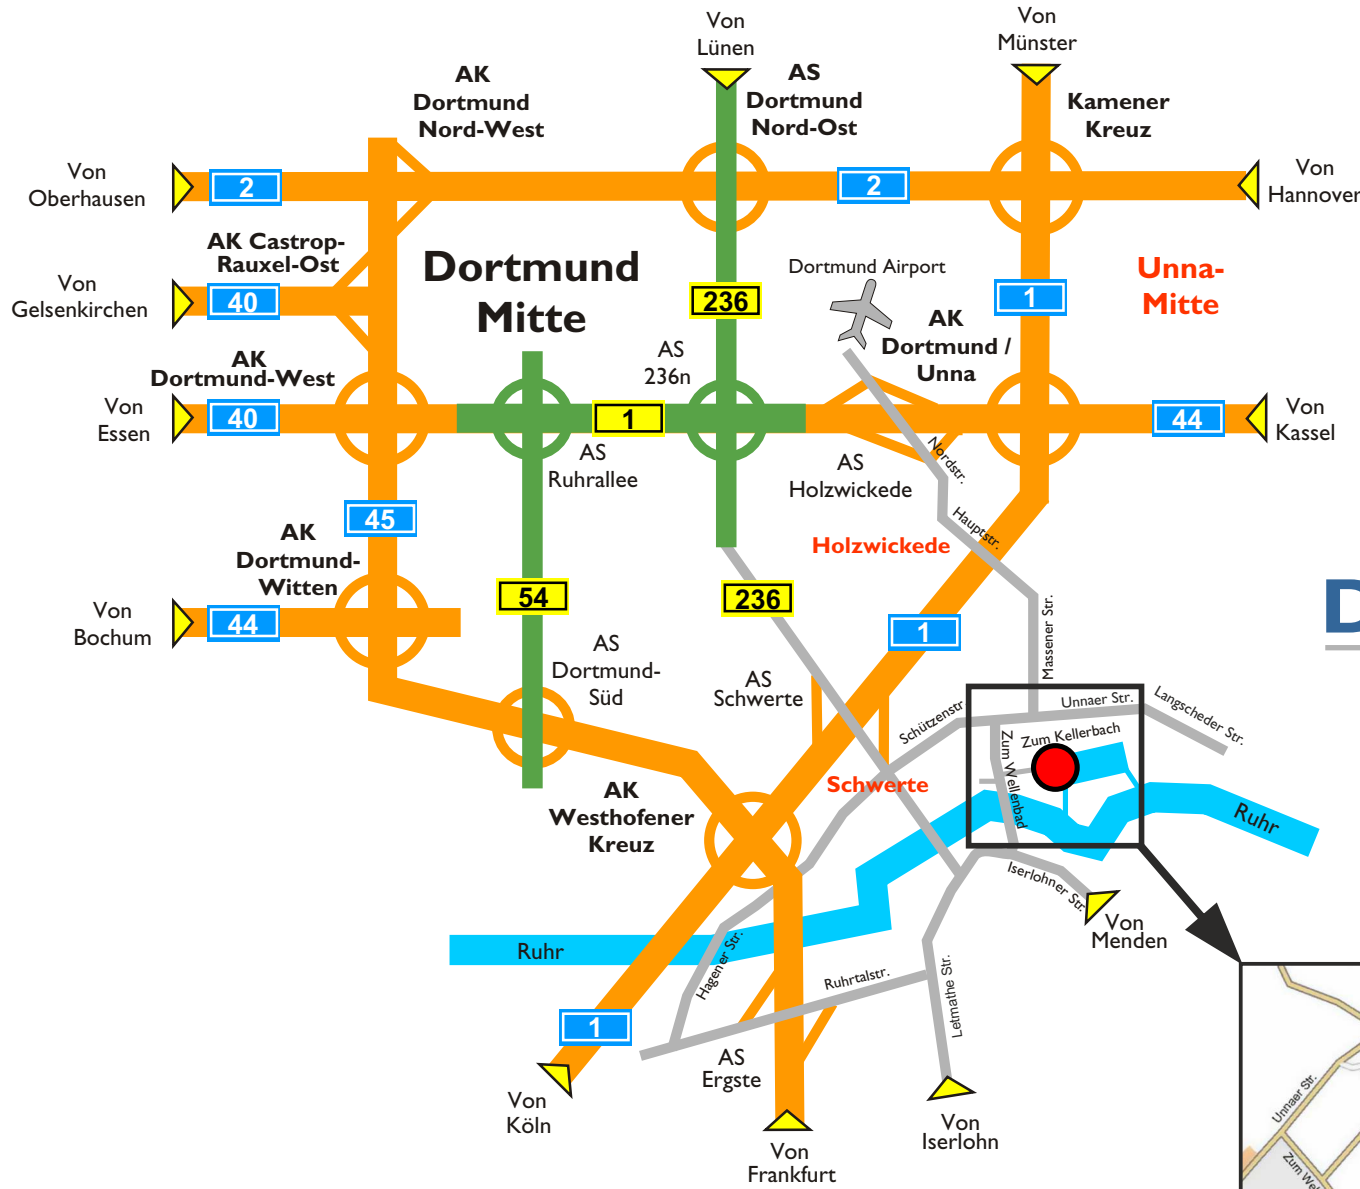 Von
Lünen
Von
Münster
AK
Dortmund
Nord-West
AS
Dortmund
Nord-Ost
Kamener
Kreuz
Von
Oberhausen
2
2
Von
Hannover
AK Castrop-
Rauxel-Ost
Von
Gelsenkirchen
40
Dortmund
Mitte
236
Dortmund Airport
1
Unna-
Mitte
AK
Dortmund /
Unna
AK
Dortmund-West
AS
236n
Von
Essen
40
1
44
Von
Kassel
AS
Ruhrallee
AS
Holzwickede
Nordstr.
Hauptstr.
45
AK
Dortmund-
Witten
Holzwickede
Von
Bochum
44
54
236
1
Massener Str.
D
AS
Dortmund-
Süd
AS
Schwerte
Schützenstr.
Unnaer Str.
Langscheder Str.
Zum Kellerbach
Zum Wellenbad
Schwerte
AK
Westhofener
Kreuz
Ruhr
Iserlohner Str.
Von
Menden
Ruhr
Hagener Str.
Ruhrtalstr.
Letmathe Str.
1
AS
Ergste
Von
Köln
Von
Frankfurt
Von
Iserlohn
Unnaer Str.
Zum Wel